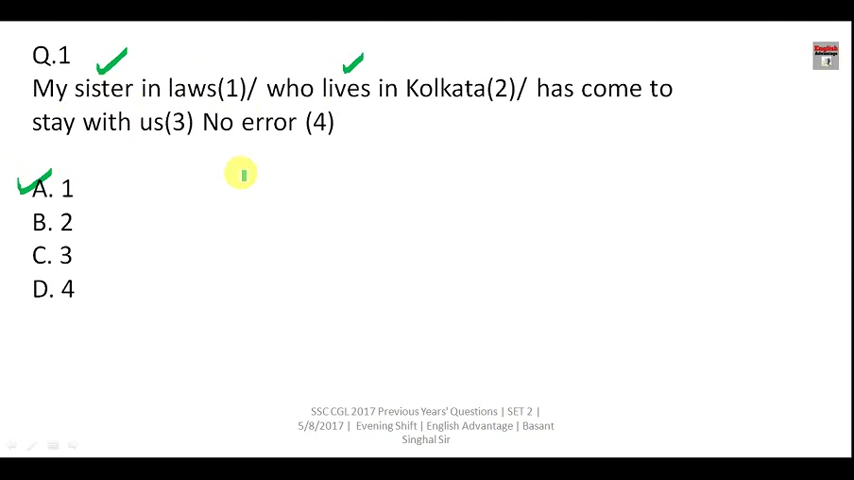 Q.1
English
Advantage
My sister in laws(1)/ who lives in Kolkata(2)/ has come to
stay with us(3) No error (4)
A. 1
B. 2
C. 3
D. 4
SSC CGL 2017 Previous Years' Questions | SET 2 |
5/8/2017 | Evening Shift | English Advantage | Basant
Singhal Sir